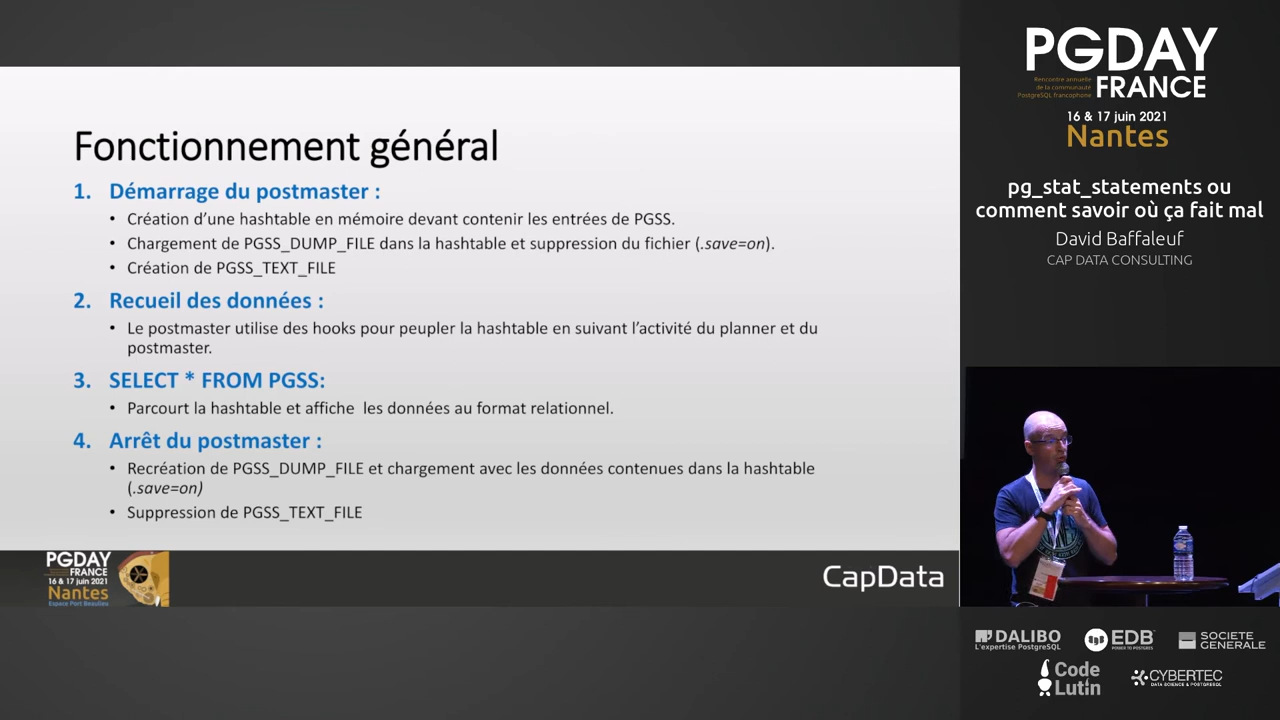 Fonctionnement général
1. Démarrage du postmaster :
• Création d'une hashtable en mémoire devant contenir les entrées de PGSS.
• Chargement de PGSS_DUMP_FILE dans la hashtable et suppression du fichier (.save=on).
• Création de PGSS_TEXT_FILE
2. Recueil des données :
• Le postmaster utilise des hooks pour peupler la hashtable en suivant l'activité du planner et du
postmaster.
3. SELECT * FROM PGSS:
• Parcourt la hashtable et affiche les données au format relationnel.
4. Arrêt du postmaster :
• Recréation de PGSS_DUMP_FILE et chargement avec les données contenues dans la hashtable
(.save=on)
• Suppression de PGSS_TEXT_FILE
PGDAY
FRANCE
16 & 17 juin 2021
Nantes
Espace Port Beaulieu
CapData
PGDAY
Rencontre annuelle
de la communauté
PostgreSQL francophone
FRANCE
16 & 17 juin 2021
Nantes
pg_stat_statements ou
comment savoir où ça fait mal
David Baffaleuf
CAP DATA CONSULTING
DALIBO
L'expertise PostgreSQL
EDB
POWER TO POSTGRES
SOCIETE
GENERALE
Code
Lutin
CYBERTEC
DATA SCIENCE & POSTGRESQL